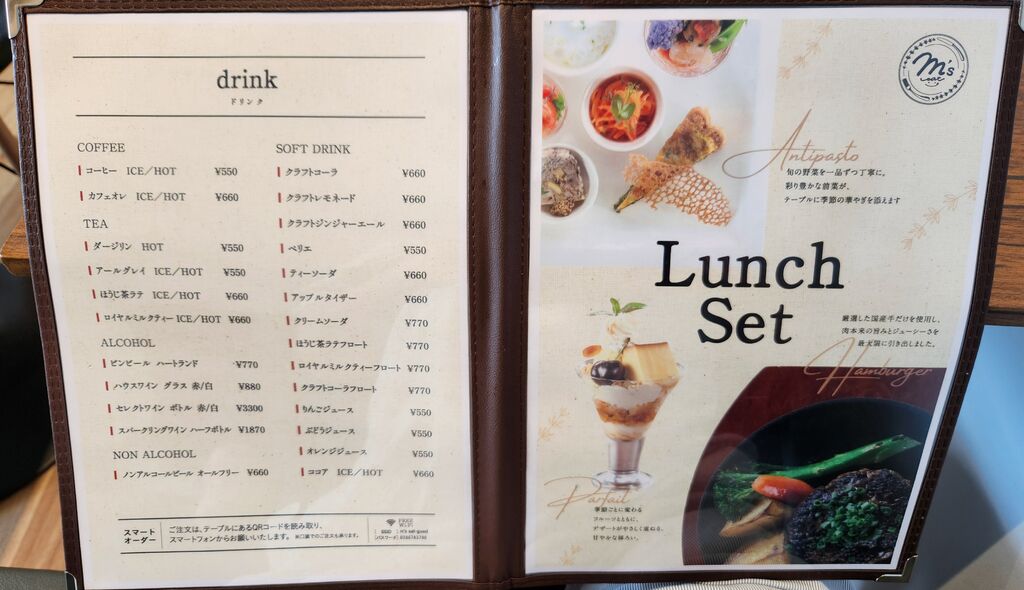 drink
ドリンク
COFFEE
コーヒー ICE／HOT ¥550
カフェオレ ICE／HOT ¥660
TEA
ダージリン HOT ¥550
アールグレイ ICE／HOT ¥550
ほうじ茶ラテ ICE／HOT ¥660
ロイヤルミルクティー ICE／HOT ¥660
ALCOHOL
ビンビール ハートランド ¥770
ハウスワイン グラス 赤/白 ¥880
セレクトワイン ボトル 赤/白 ¥3300
スパークリングワイン ハーフボトル ¥1870
NON ALCOHOL
ノンアルコールビール オールフリー ¥660
SOFT DRINK
クラフトコーラ ¥660
クラフトレモネード ¥660
クラフトジンジャーエール ¥660
ペリエ ¥550
ティーソーダ ¥660
アップルタイザー ¥660
クリームソーダ ¥770
ほうじ茶ラテフロート ¥770
ロイヤルミルクティーフロート ¥770
クラフトコーラフロート ¥770
りんごジュース ¥550
ぶどうジュース ¥550
オレンジジュース ¥550
ココア ICE／HOT ¥660
スマート
オーダー
ご注文は、テーブルにあるQRコードを読み取り、
スマートフォンからお願いいたします。
FREE
Wi-Fi
M's
Antipasto
旬の野菜を一品ずつ丁寧に。
彩り豊かな前菜が、
テーブルに季節の華やぎを添えます
Lunch
Set
厳選した国産牛だけを使用し、
肉本来の旨みとジューシーさを
最大限に引き出しました。
Hamburger
Parfait
季節ごとに変わる
フルーツとともに、
デザートがやさしく重なる、
甘やかな味わい。